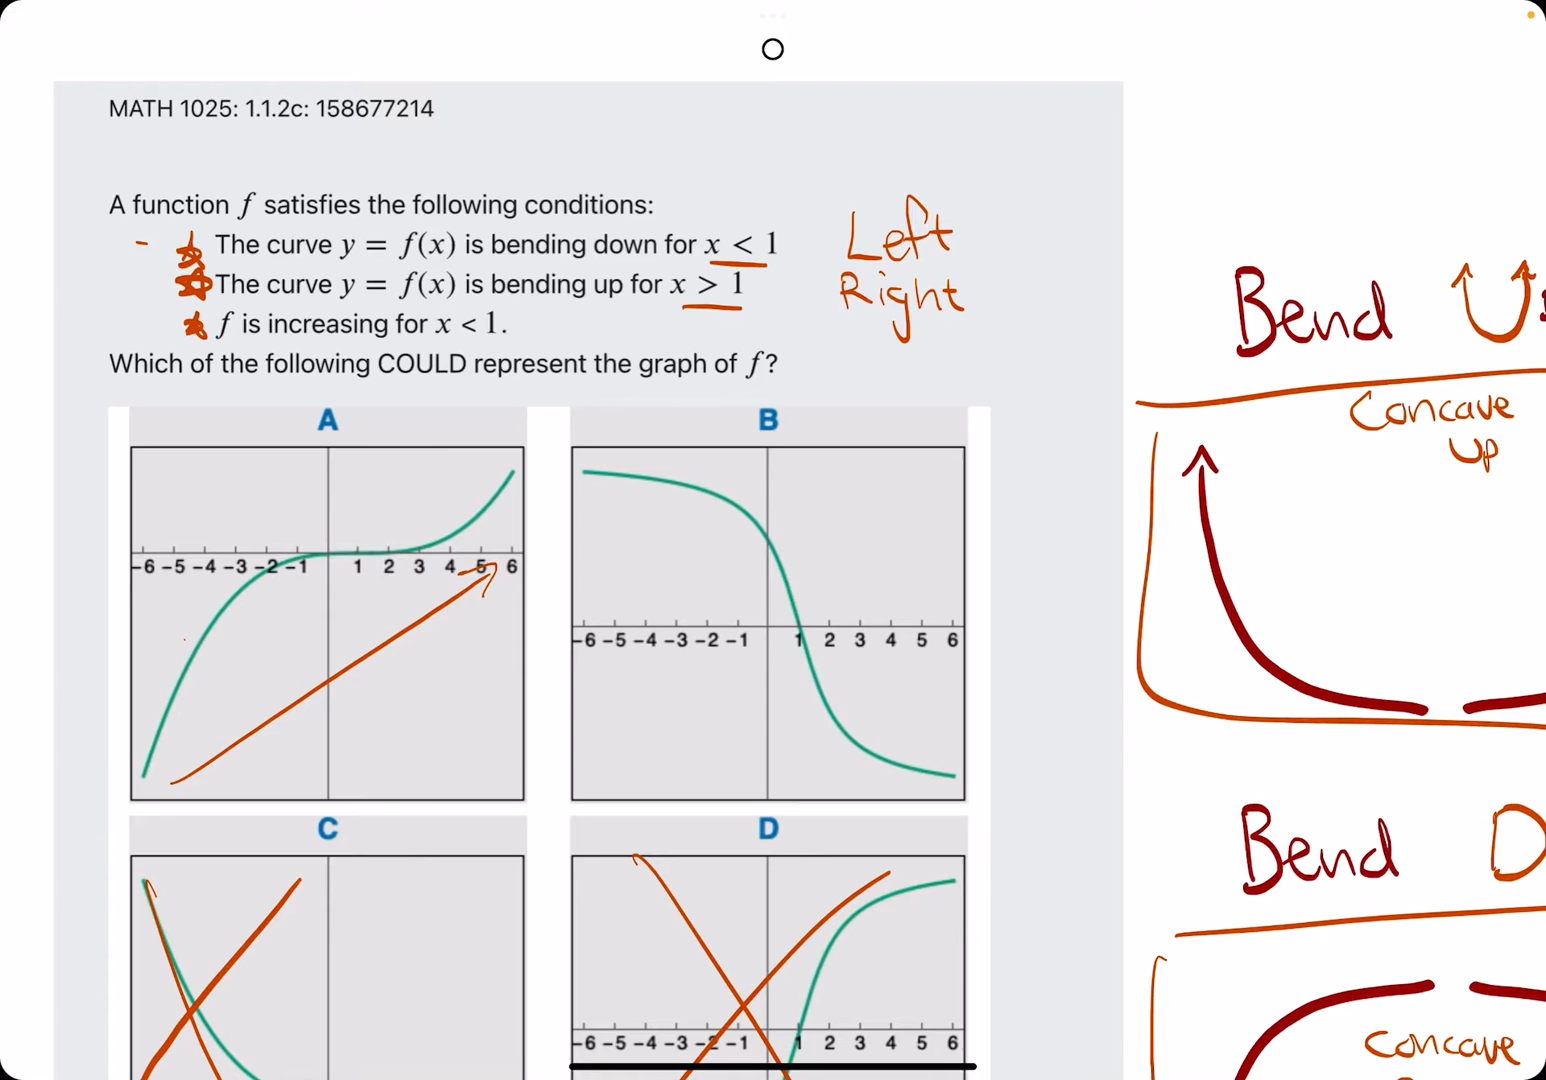 MATH 1025: 1.1.2c: 158677214
A function f satisfies the following conditions:
The curve y = f(x) is bending down for x < 1
The curve y = f(x) is bending up for x > 1
f is increasing for x < 1.
Which of the following COULD represent the graph of f?
Left
Right
A
-6 -5 -4 -3 -2 -1 1 2 3 4 5 6
B
-6 -5 -4 -3 -2 -1 1 2 3 4 5 6
C
D
-6 -5 -4 -3 -2 -1 1 2 3 4 5 6
Bend
Concave
up
Bend D
Concave